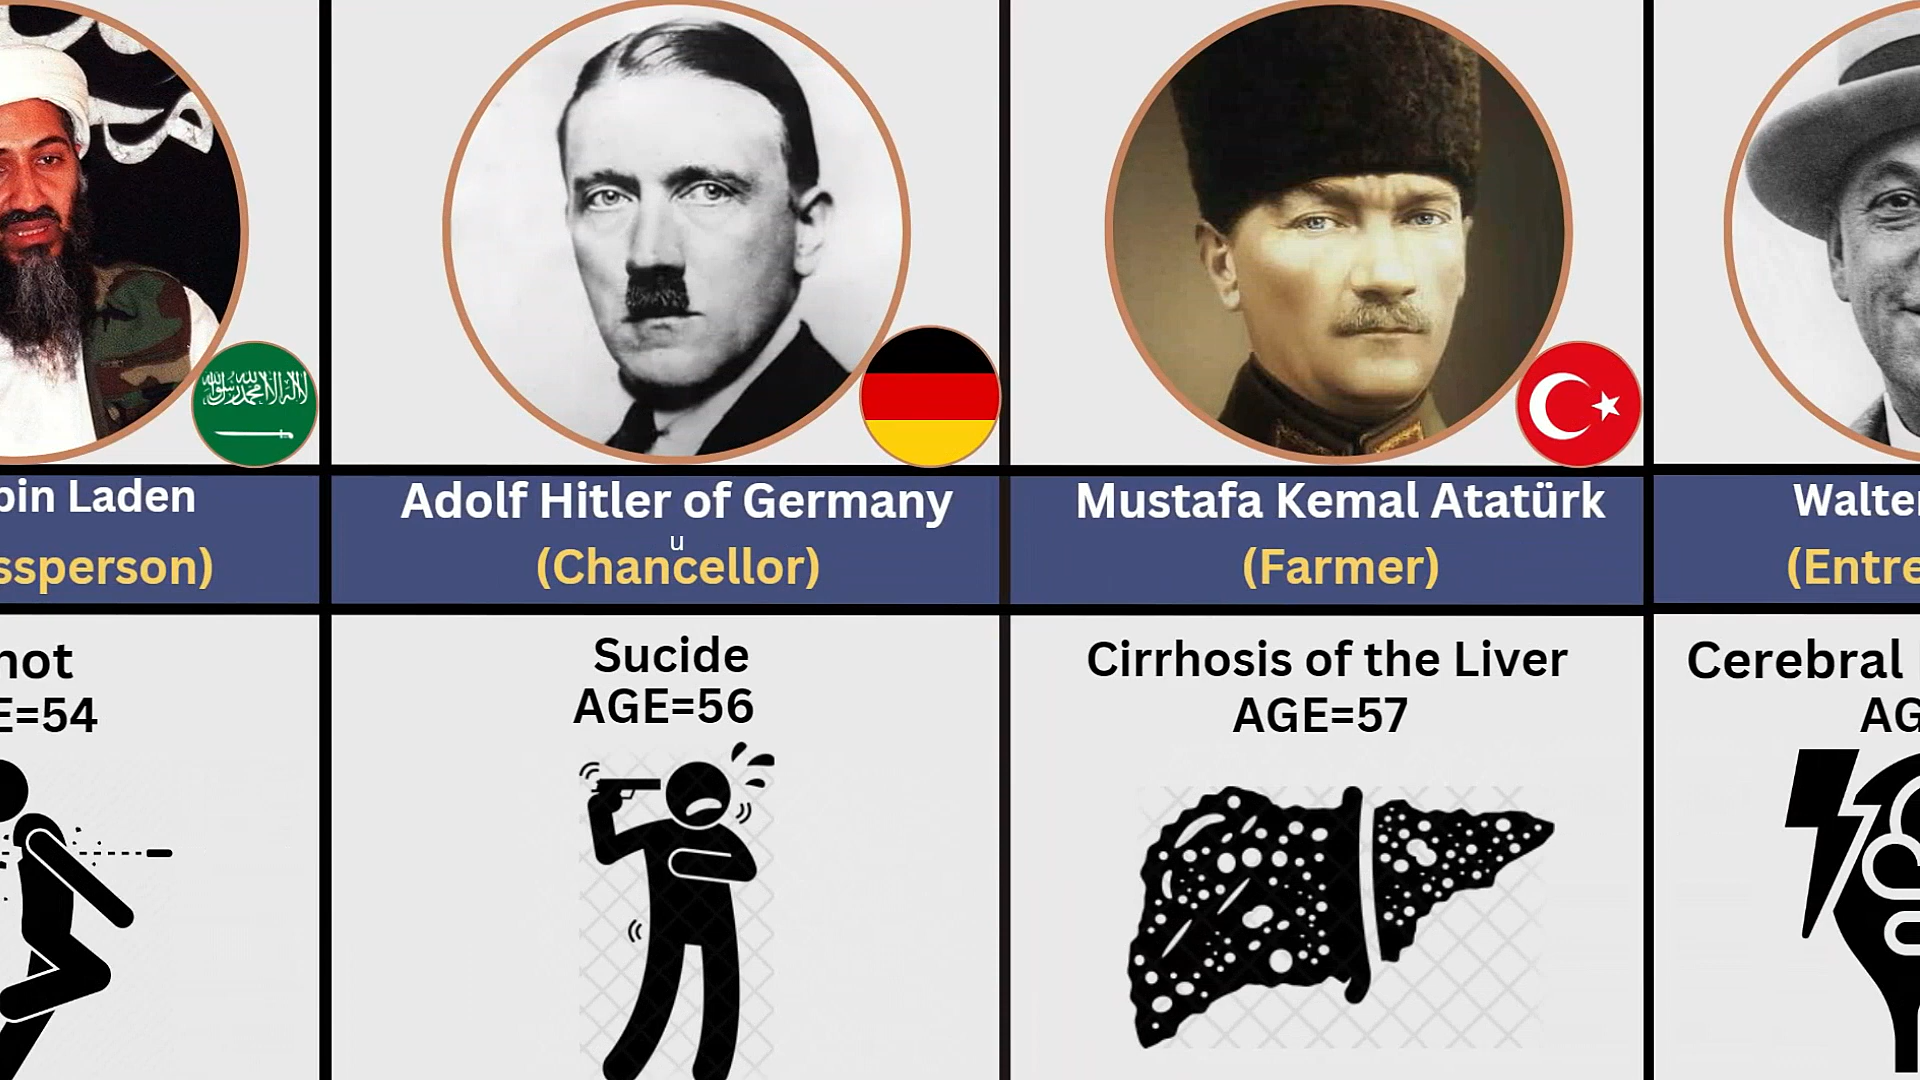 bin Laden
ssperson)
hot
E=54
Adolf Hitler of Germany
u
(Chancellor)
Sucide
AGE=56
Mustafa Kemal Atatürk
(Farmer)
Cirrhosis of the Liver
AGE=57
Walter
(Entre
Cerebral
AG